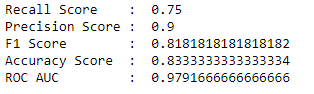 Recall Score    :  0.75
Precision Score :  0.9
F1 Score        :  0.8181818181818182
Accuracy Score  :  0.8333333333333334
ROC AUC         :  0.9791666666666666